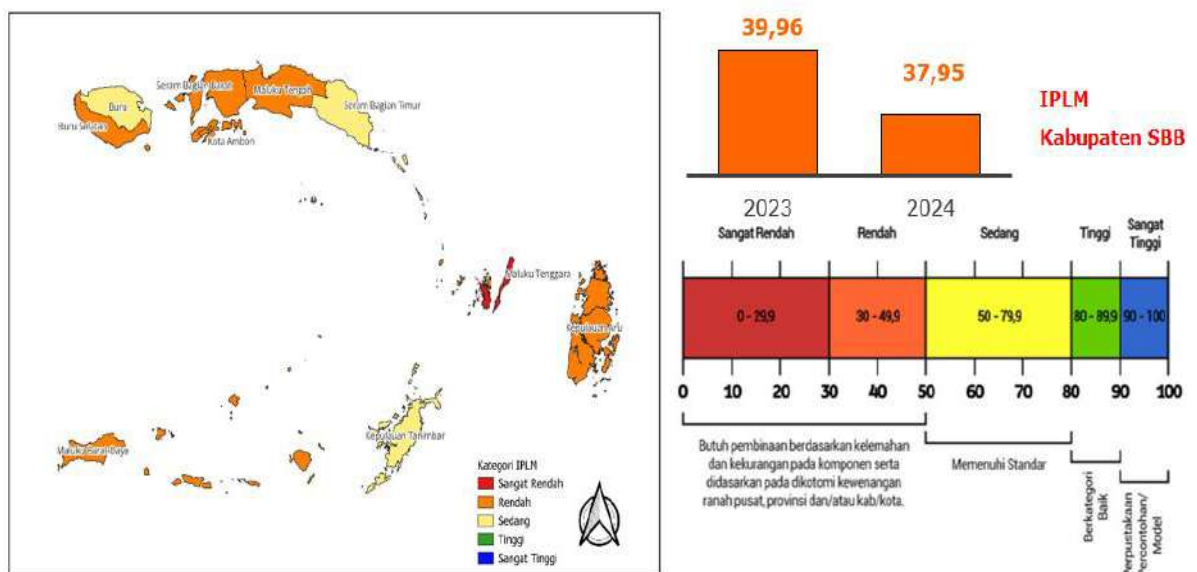 Seram Bagian Barat
Maluku Tengah
Buru
Seram Bagian Timur
Buru Selatan
Kota Ambon
Maluku Tenggara
Kepulauan Aru
Kepulauan Tanimbar
Maluku Barat Daya
Kategori IPLM
Sangat Rendah
Rendah
Sedang
Tinggi
Sangat Tinggi
39,96
37,95
IPLM
Kabupaten SBB
2023
2024
Sangat Rendah
Rendah
Sedang
Tinggi
Sangat
Tinggi
0 - 29,9
30 - 49,9
50 - 79,9
80 - 89,9
90 - 100
0 10 20 30 40 50 60 70 80 90 100
Butuh pembinaan berdasarkan kelemahan
dan kekurangan pada komponen serta
didasarkan pada dikotomi kewenangan
ranah pusat, provinsi dan/atau kab/kota.
Memenuhi Standar
Berkategori
Baik
Perpustakaan
Percontohan/
Model